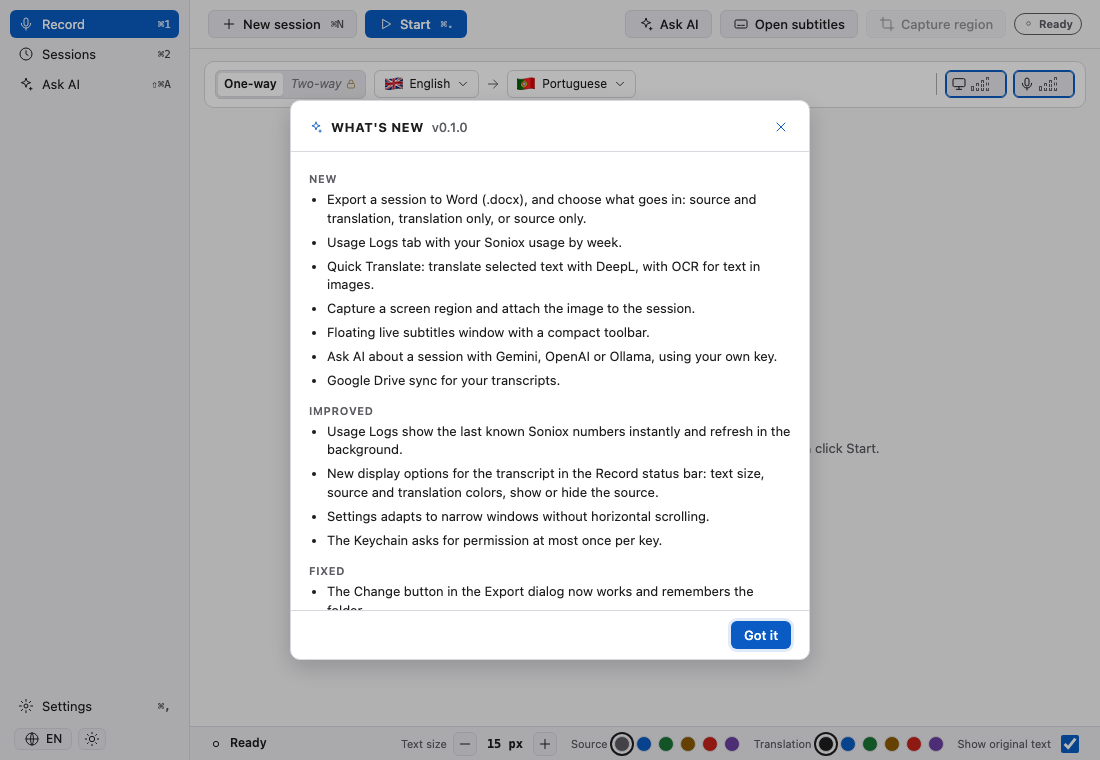 Record ⌘1
Sessions ⌘2
Ask AI ⇧⌘A
New session ⌘N
Start ⌘.
Ask AI
Open subtitles
Capture region
Ready
One-way
Two-way
English
Portuguese
WHAT'S NEW v0.1.0
NEW
• Export a session to Word (.docx), and choose what goes in: source and
translation, translation only, or source only.
• Usage Logs tab with your Soniox usage by week.
• Quick Translate: translate selected text with DeepL, with OCR for text in
images.
• Capture a screen region and attach the image to the session.
• Floating live subtitles window with a compact toolbar.
• Ask AI about a session with Gemini, OpenAI or Ollama, using your own key.
• Google Drive sync for your transcripts.
IMPROVED
• Usage Logs show the last known Soniox numbers instantly and refresh in the
background.
• New display options for the transcript in the Record status bar: text size,
source and translation colors, show or hide the source.
• Settings adapts to narrow windows without horizontal scrolling.
• The Keychain asks for permission at most once per key.
FIXED
• The Change button in the Export dialog now works and remembers the
folder.
click Start.
Got it
Settings ⌘,
EN
Ready
Text size
15 px
Source
Translation
Show original text